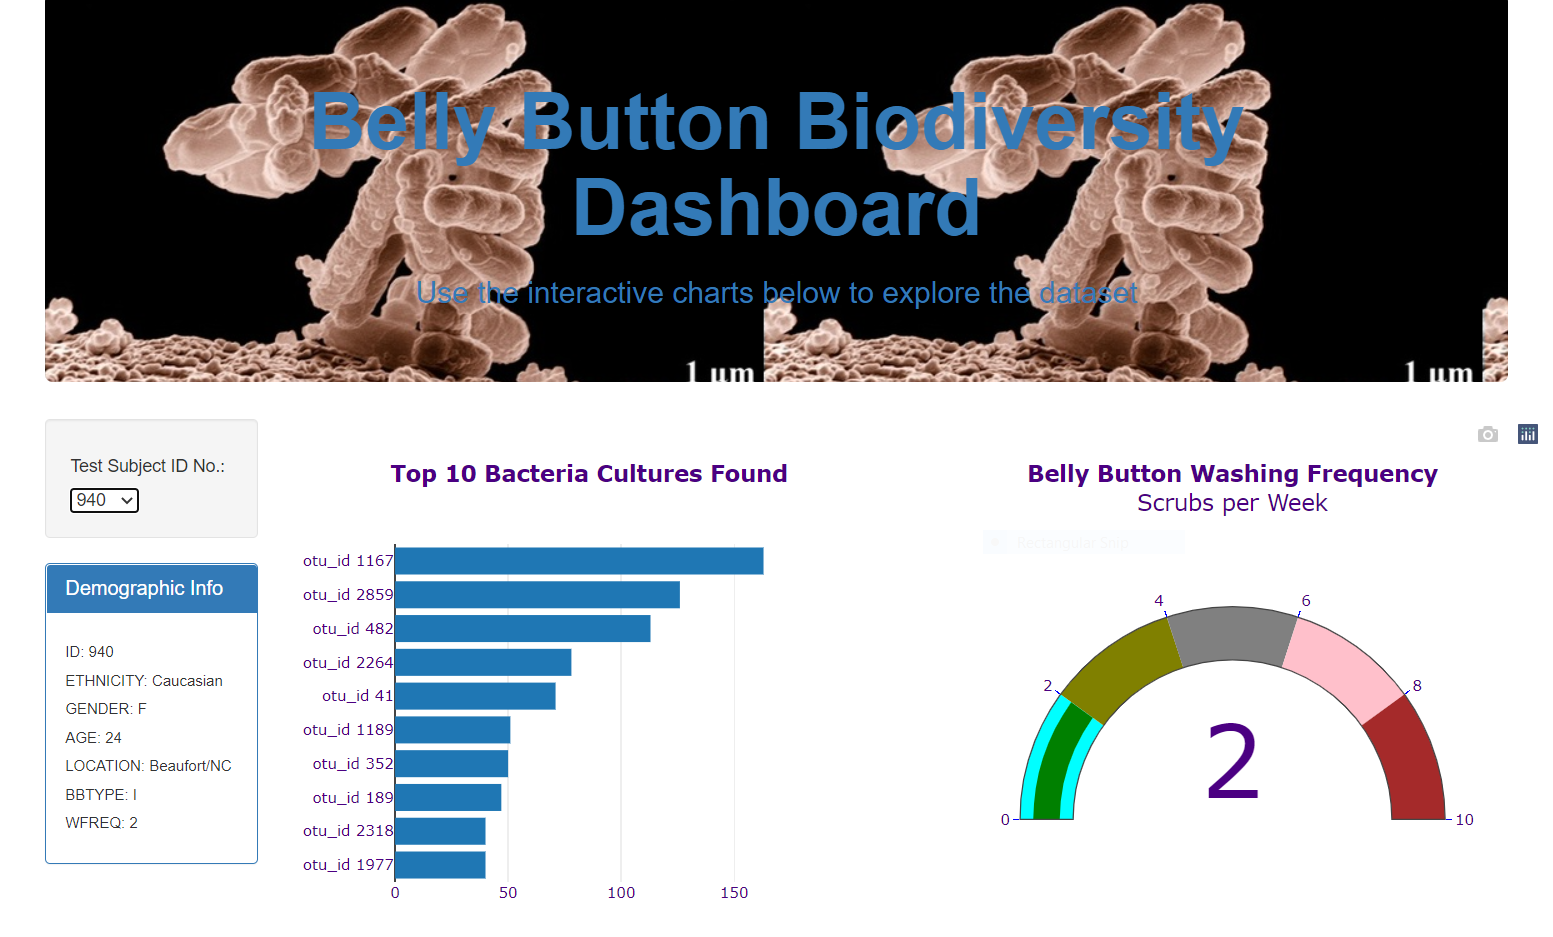 Belly Button Biodiversity
Dashboard
Use the interactive charts below to explore the dataset
1 µm
1 µm
Test Subject ID No.:
940
Demographic Info
ID: 940
ETHNICITY: Caucasian
GENDER: F
AGE: 24
LOCATION: Beaufort/NC
BBTYPE: I
WFREQ: 2
Top 10 Bacteria Cultures Found
otu_id 1167
otu_id 2859
otu_id 482
otu_id 2264
otu_id 41
otu_id 1189
otu_id 352
otu_id 189
otu_id 2318
otu_id 1977
0 50 100 150
Belly Button Washing Frequency
Scrubs per Week
Rectangular Snip
4 6
2 8
2
0 10